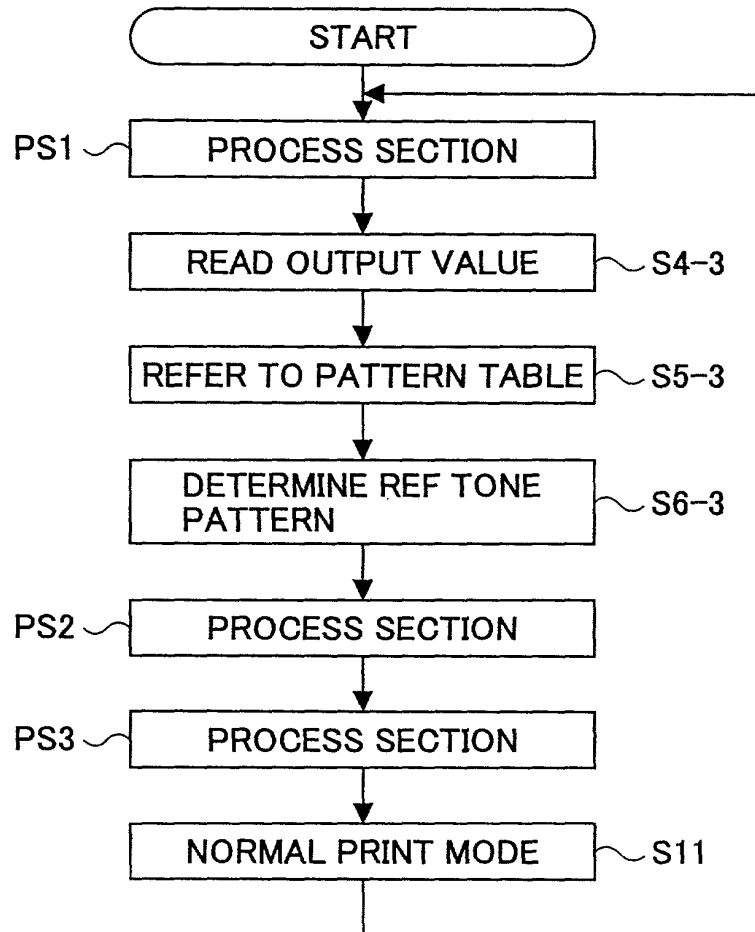 START
PS1 PROCESS SECTION
READ OUTPUT VALUE S4-3
REFER TO PATTERN TABLE S5-3
DETERMINE REF TONE
PATTERN S6-3
PS2 PROCESS SECTION
PS3 PROCESS SECTION
NORMAL PRINT MODE S11